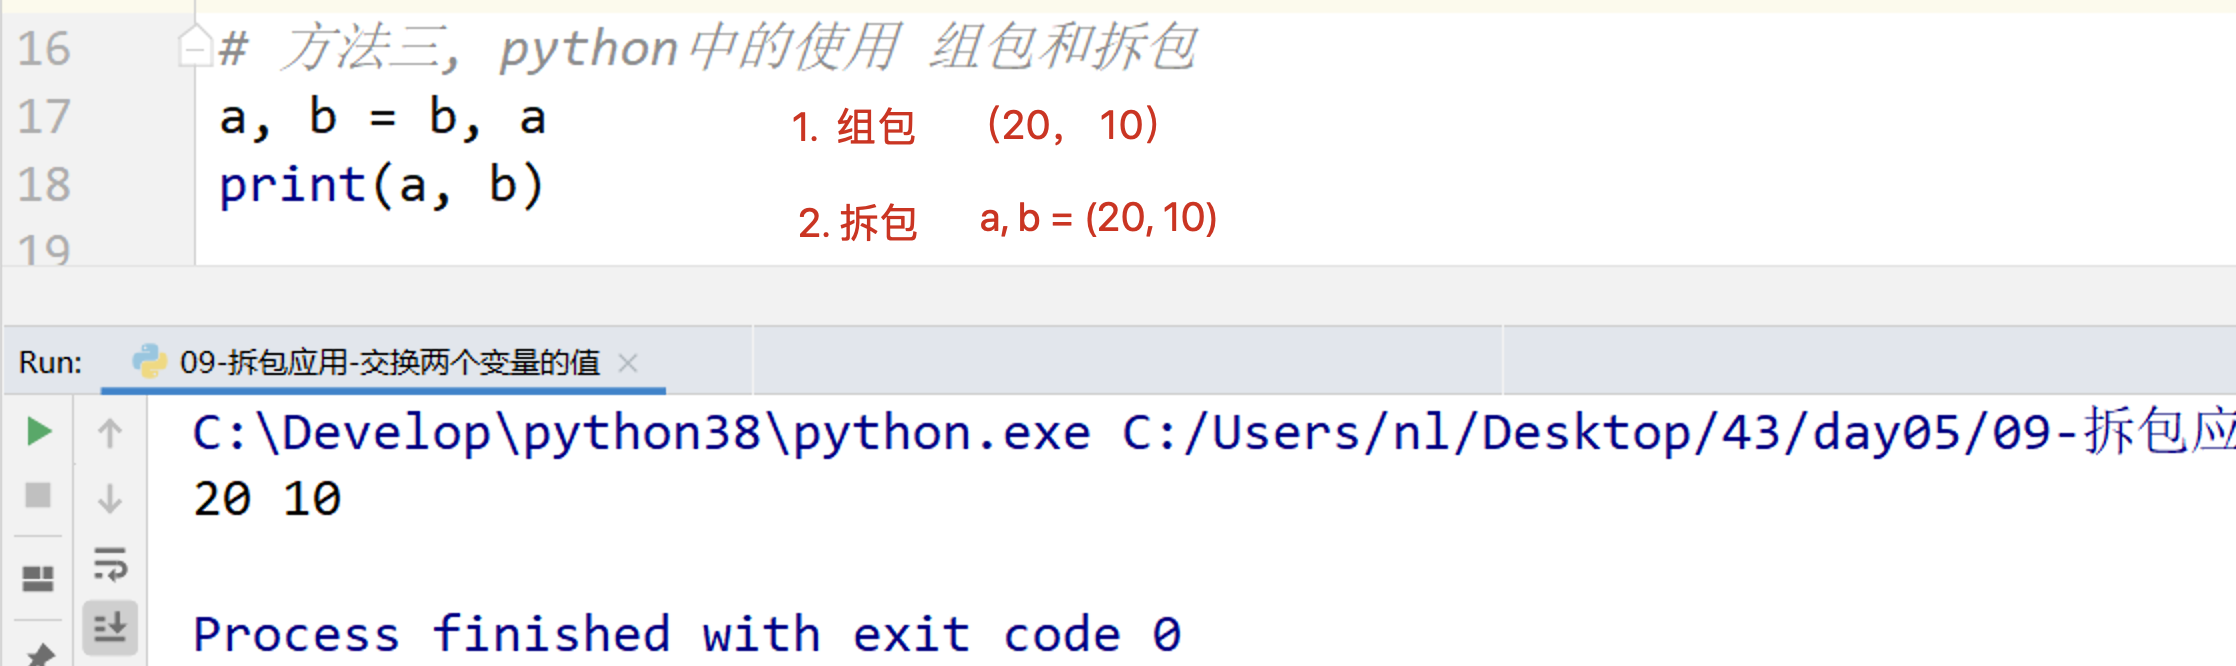 16 # 方法三, python中的使用 组包和拆包
17 a, b = b, a
1. 组包 (20, 10)
18 print(a, b)
2. 拆包 a, b = (20, 10)
19
Run: 09-拆包应用-交换两个变量的值
C:\Develop\python38\python.exe C:/Users/nl/Desktop/43/day05/09-拆包应
20 10
Process finished with exit code 0